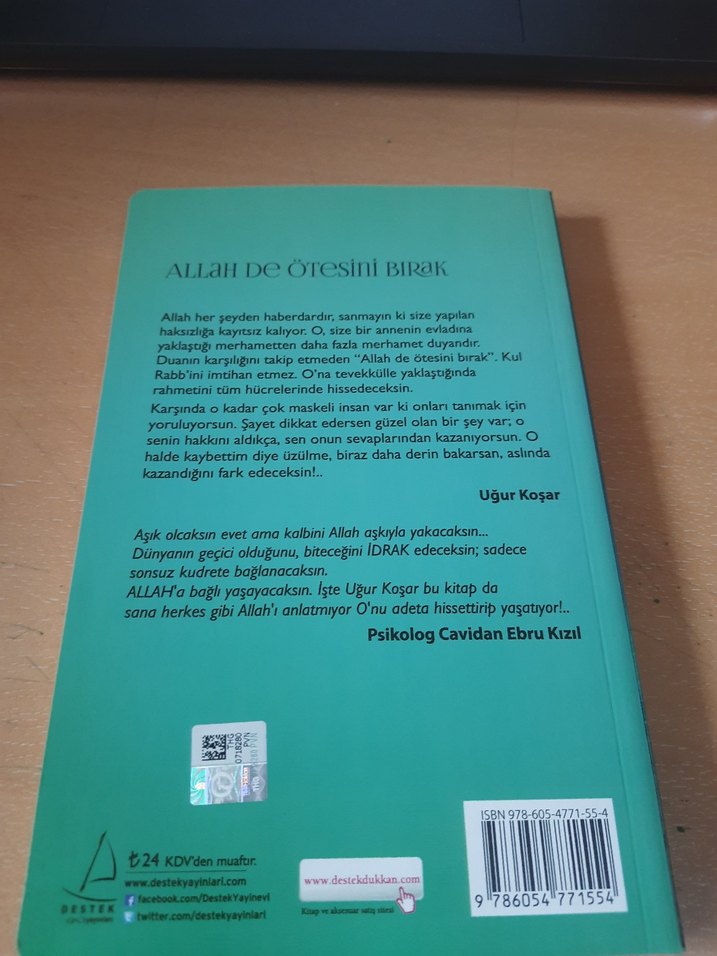 ALLAH DE ÖTESİNİ BIRAK
Allah her şeyden haberdardır, sanmayın ki size yapılan
haksızlığa kayıtsız kalıyor. O, size bir annenin evladına
yaklaştığı merhametten daha fazla merhamet duyandır.
Duanın karşılığını takip etmeden “Allah de ötesini bırak”. Kul
Rabb’ini imtihan etmez. O’na tevekkülle yaklaştığında
rahmetini tüm hücrelerinde hissedeceksin.
Karşında o kadar çok maskeli insan var ki onları tanımak için
yoruluyorsun. Şayet dikkat edersen güzel olan bir şey var; o
senin hakkını aldıkça, sen onun sevaplarından kazanıyorsun. O
halde kaybettim diye üzülme, biraz daha derin bakarsan, aslında
kazandığını fark edeceksin!..
Uğur Koşar
Aşık olcaksın evet ama kalbini Allah aşkıyla yakacaksın...
Dünyanın geçici olduğunu, biteceğini İDRAK edeceksin; sadece
sonsuz kudrete bağlanacaksın.
ALLAH'a bağlı yaşayacaksın. İşte Uğur Koşar bu kitap da
sana herkes gibi Allah'ı anlatmıyor O'nu adeta hissettirip yaşatıyor!..
Psikolog Cavidan Ebru Kızıl
THG
0718280
PVN
ISBN 978-605-4771-55-4
9 786054 771554
₺24 KDV'den muaftır.
www.destekyayinlari.com
facebook.com/DestekYayinevi
twitter.com/destekyayinlari
DESTEK
yayınları
www.destekdukkan.com
Kitap ve aksesuar satış sitesi